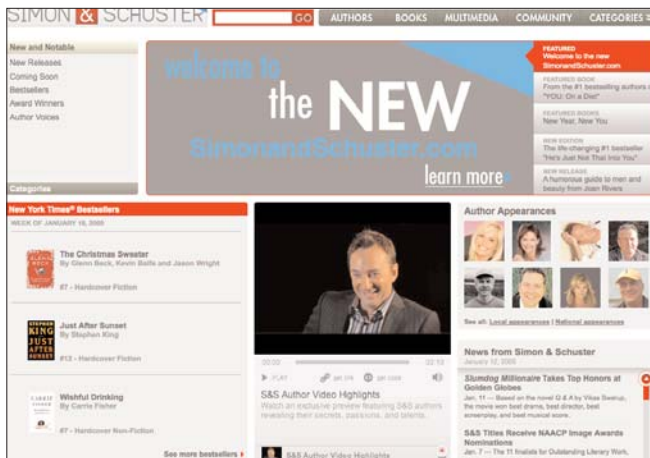 SIMON & SCHUSTER
GO
AUTHORS BOOKS MULTIMEDIA COMMUNITY CATEGORIES
New and Notable
New Releases
Coming Soon
Bestsellers
Award Winners
Author Voices
Categories
welcome to
the NEW
SimonandSchuster.com
learn more
FEATURED
Welcome to the new
SimonandSchuster.com
FEATURED BOOK
From the #1 bestselling authors
"YOU: On a Diet"
FEATURED BOOKS
New Year, New You
NEW EDITION
The life-changing #1 bestseller
"He's Just Not That Into You"
NEW RELEASE
A humorous guide to men and
beauty from Joan Rivers
New York Times® Bestsellers
WEEK OF JANUARY 18, 2009
The Christmas Sweater
By Glenn Beck, Kevin Balfe and Jason Wright
#7 - Hardcover Fiction
STEPHEN
KING
JUST
AFTER
SUNSET
Just After Sunset
By Stephen King
#13 - Hardcover Fiction
Wishful Drinking
By Carrie Fisher
#7 - Hardcover Non-Fiction
See more bestsellers
00:00
PLAY
S&S Author Video Highlights
Watch an exclusive preview featuring S&S authors
revealing their secrets, passions, and talents.
S&S Author Video Highlights
Author Appearances
See all: Local appearances | National appearances
News from Simon & Schuster
January 12, 2009
Slumdog Millionaire Takes Top Honors at
Golden Globes
Jan. 11 — Based on the novel Q & A by Vikas Swarup,
the movie won best drama, best director, best
screenplay, and best musical score.
S&S Titles Receive NAACP Image Awards
Nominations
Jan. 7 — The 11 finalists for Outstanding Literary Work,